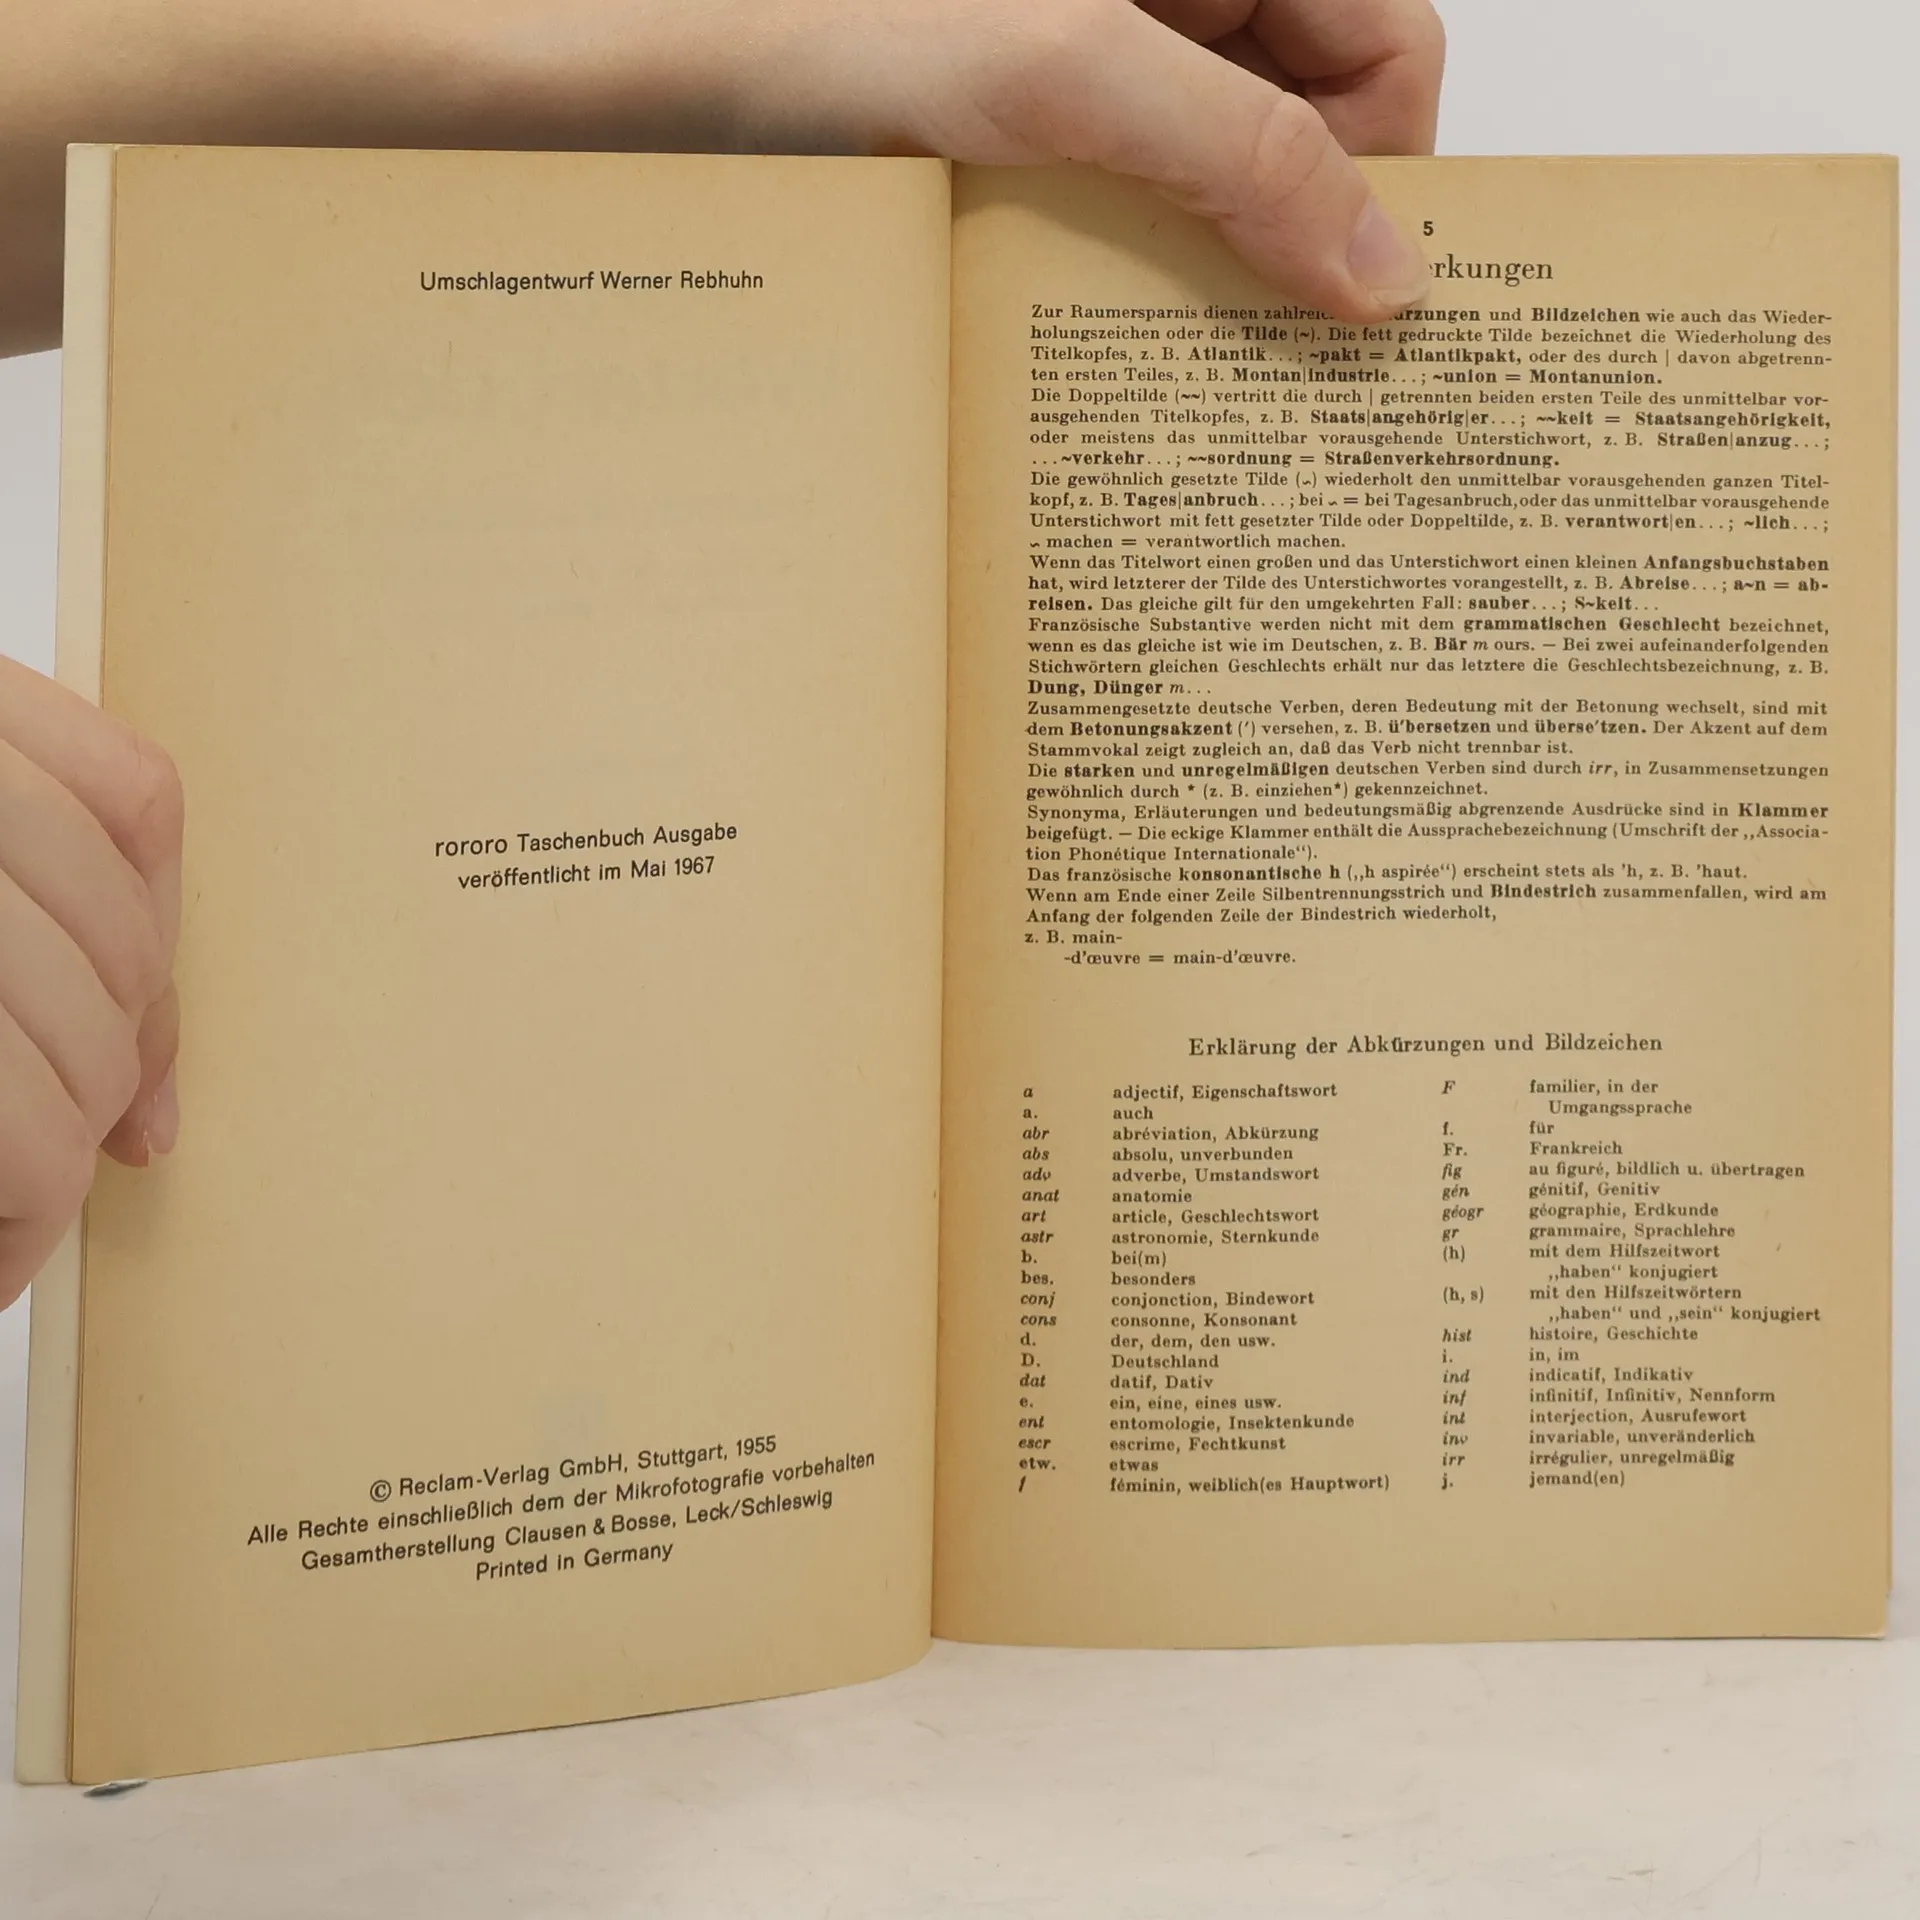 Umschlagentwurf Werner Rebhuhn
rororo Taschenbuch Ausgabe
veröffentlicht im Mai 1967
© Reclam-Verlag GmbH, Stuttgart, 1955
Alle Rechte einschließlich dem der Mikrofotografie vorbehalten
Gesamtherstellung Clausen & Bosse, Leck/Schleswig
Printed in Germany
5
Zur Raumersparnis dienen und Bildzeichen wie auch das Wieder-
holungszeichen oder die Tilde (~). Die fett gedruckte Tilde bezeichnet die Wiederholung des
Titelkopfes, z. B. Atlantik...; ~pakt = Atlantikpakt, oder des durch | davon abgetrenn-
ten ersten Teiles, z. B. Montan|industrie...; ~union = Montanunion.
Die Doppeltilde (~~) vertritt die durch | getrennten beiden ersten Teile des unmittelbar vor-
ausgehenden Titelkopfes, z. B. Staats|angehörig|er...; ~~keit = Staatsangehörigkeit,
oder meistens das unmittelbar vorausgehende Unterstichwort, z. B. Straßen|anzug...;
...~verkehr...; ~~sordnung = Straßenverkehrsordnung.
Die gewöhnlich gesetzte Tilde (~) wiederholt den unmittelbar vorausgehenden ganzen Titel-
kopf, z. B. Tages|anbruch...; bei ~ = bei Tagesanbruch, oder das unmittelbar vorausgehende
Unterstichwort mit fett gesetzter Tilde oder Doppeltilde, z. B. verantwort|en...; ~lich...;
~ machen = verantwortlich machen.
Wenn das Titelwort einen großen und das Unterstichwort einen kleinen Anfangsbuchstaben
hat, wird letzterer der Tilde des Unterstichwortes vorangestellt, z. B. Abreise...; a~n = ab-
reisen. Das gleiche gilt für den umgekehrten Fall: sauber...; S~keit...
Französische Substantive werden nicht mit dem grammatischen Geschlecht bezeichnet,
wenn es das gleiche ist wie im Deutschen, z. B. Bär m ours. — Bei zwei aufeinanderfolgenden
Stichwörtern gleichen Geschlechts erhält nur das letztere die Geschlechtsbezeichnung, z. B.
Dung, Dünger m...
Zusammengesetzte deutsche Verben, deren Bedeutung mit der Betonung wechselt, sind mit
dem Betonungsakzent (') versehen, z. B. ü'bersetzen und überse'tzen. Der Akzent auf dem
Stammvokal zeigt zugleich an, daß das Verb nicht trennbar ist.
Die starken und unregelmäßigen deutschen Verben sind durch irr, in Zusammensetzungen
gewöhnlich durch * (z. B. einziehen*) gekennzeichnet.
Synonyma, Erläuterungen und bedeutungsmäßig abgrenzende Ausdrücke sind in Klammer
beigefügt. — Die eckige Klammer enthält die Aussprachebezeichnung (Umschrift der „Associa-
tion Phonétique Internationale“).
Das französische konsonantische h („h aspirée“) erscheint stets als 'h, z. B. 'haut.
Wenn am Ende einer Zeile Silbentrennungsstrich und Bindestrich zusammenfallen, wird am
Anfang der folgenden Zeile der Bindestrich wiederholt,
z. B. main-
-d'œuvre = main-d'œuvre.
Erklärung der Abkürzungen und Bildzeichen
a adjectif, Eigenschaftswort
a. auch
abr abréviation, Abkürzung
abs absolu, unverbunden
adv adverbe, Umstandswort
anat anatomie
art article, Geschlechtswort
astr astronomie, Sternkunde
b. bei(m)
bes. besonders
conj conjonction, Bindewort
cons consonne, Konsonant
d. der, dem, den usw.
D. Deutschland
dat datif, Dativ
e. ein, eine, eines usw.
ent entomologie, Insektenkunde
escr escrime, Fechtkunst
etw. etwas
f féminin, weiblich(es Hauptwort)
F familier, in der
Umgangssprache
f. für
Fr. Frankreich
fig au figuré, bildlich u. übertragen
gén génitif, Genitiv
géogr géographie, Erdkunde
gr grammaire, Sprachlehre
(h) mit dem Hilfszeitwort
„haben“ konjugiert
(h, s) mit den Hilfszeitwörtern
„haben“ und „sein“ konjugiert
hist histoire, Geschichte
i. in, im
ind indicatif, Indikativ
inf infinitif, Infinitiv, Nennform
int interjection, Ausrufewort
inv invariable, unveränderlich
irr irrégulier, unregelmäßig
j. jemand(en)